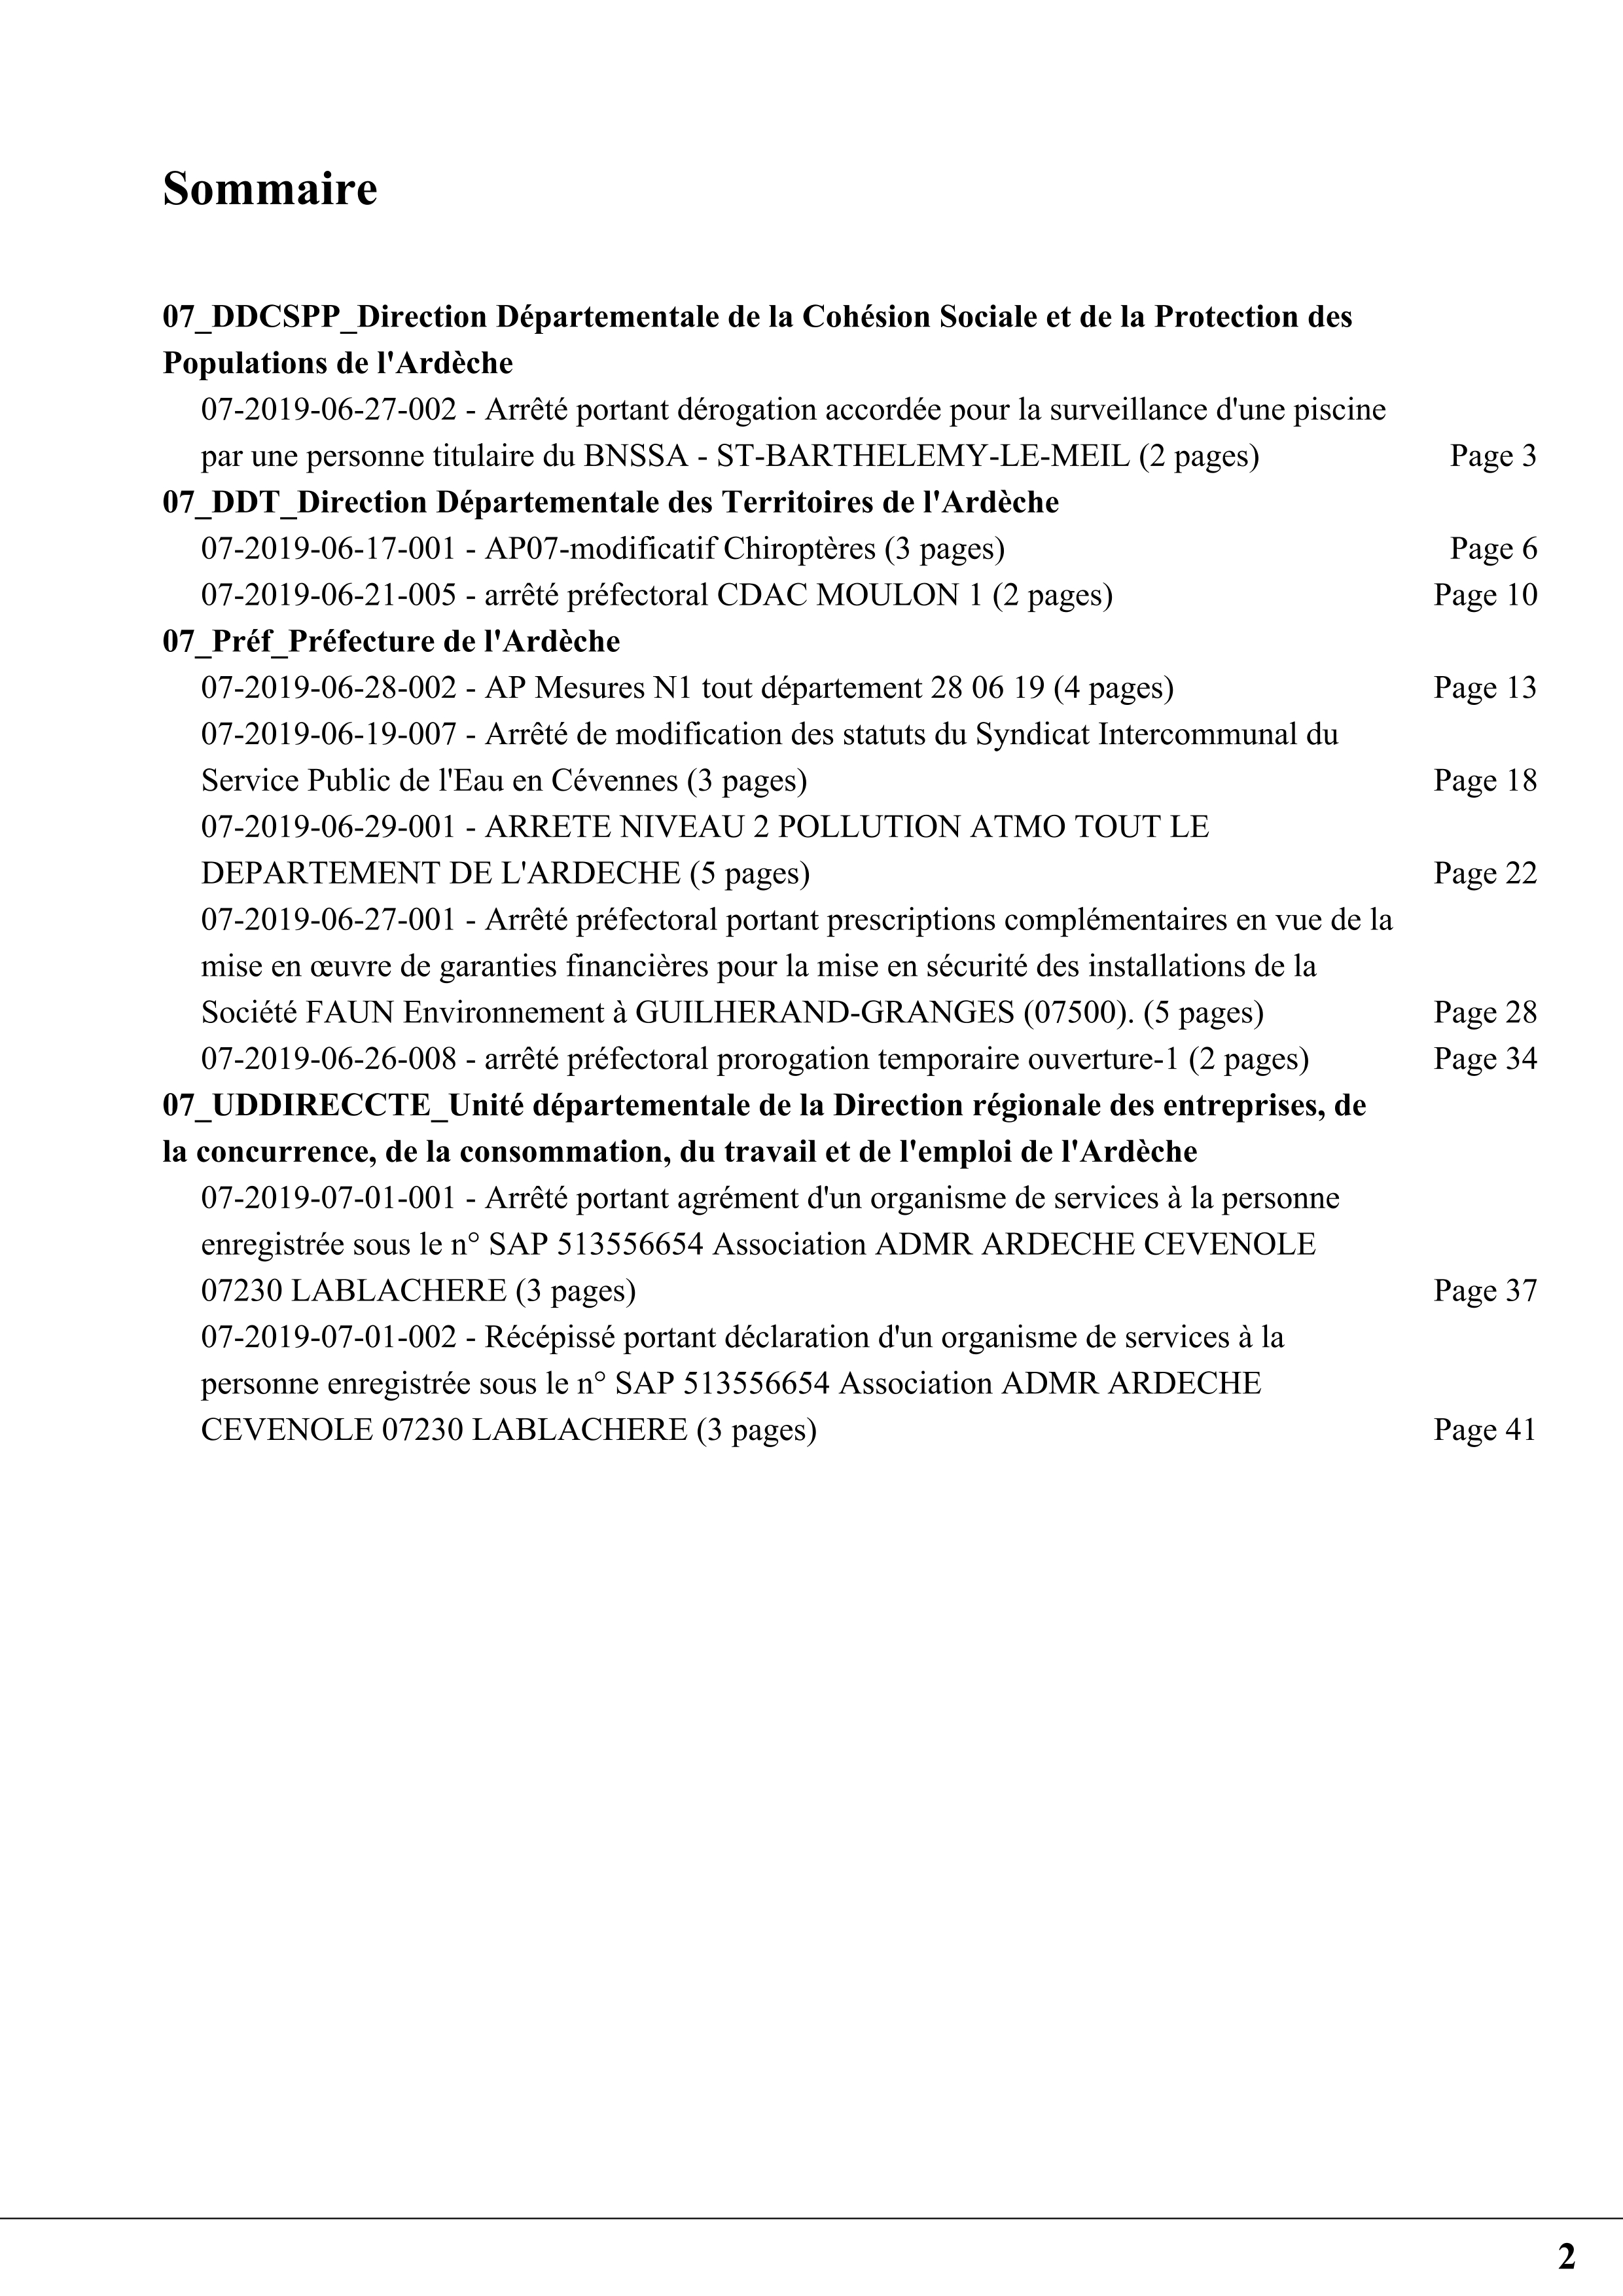 Sommaire
07_DDCSPP_Direction Départementale de la Cohésion Sociale et de la Protection des
Populations de l'Ardèche
07-2019-06-27-002 - Arrêté portant dérogation accordée pour la surveillance d'une piscine
par une personne titulaire du BNSSA - ST-BARTHELEMY-LE-MEIL (2 pages) Page 3
07_DDT_Direction Départementale des Territoires de l'Ardèche
07-2019-06-17-001 - AP07-modificatif Chiroptères (3 pages) Page 6
07-2019-06-21-005 - arrêté préfectoral CDAC MOULON 1 (2 pages) Page 10
07_Préf_Préfecture de l'Ardèche
07-2019-06-28-002 - AP Mesures N1 tout département 28 06 19 (4 pages) Page 13
07-2019-06-19-007 - Arrêté de modification des statuts du Syndicat Intercommunal du
Service Public de l'Eau en Cévennes (3 pages) Page 18
07-2019-06-29-001 - ARRETE NIVEAU 2 POLLUTION ATMO TOUT LE
DEPARTEMENT DE L'ARDECHE (5 pages) Page 22
07-2019-06-27-001 - Arrêté préfectoral portant prescriptions complémentaires en vue de la
mise en œuvre de garanties financières pour la mise en sécurité des installations de la
Société FAUN Environnement à GUILHERAND-GRANGES (07500). (5 pages) Page 28
07-2019-06-26-008 - arrêté préfectoral prorogation temporaire ouverture-1 (2 pages) Page 34
07_UDDIRECCTE_Unité départementale de la Direction régionale des entreprises, de
la concurrence, de la consommation, du travail et de l'emploi de l'Ardèche
07-2019-07-01-001 - Arrêté portant agrément d'un organisme de services à la personne
enregistrée sous le n° SAP 513556654 Association ADMR ARDECHE CEVENOLE
07230 LABLACHERE (3 pages) Page 37
07-2019-07-01-002 - Récépissé portant déclaration d'un organisme de services à la
personne enregistrée sous le n° SAP 513556654 Association ADMR ARDECHE
CEVENOLE 07230 LABLACHERE (3 pages) Page 41
2